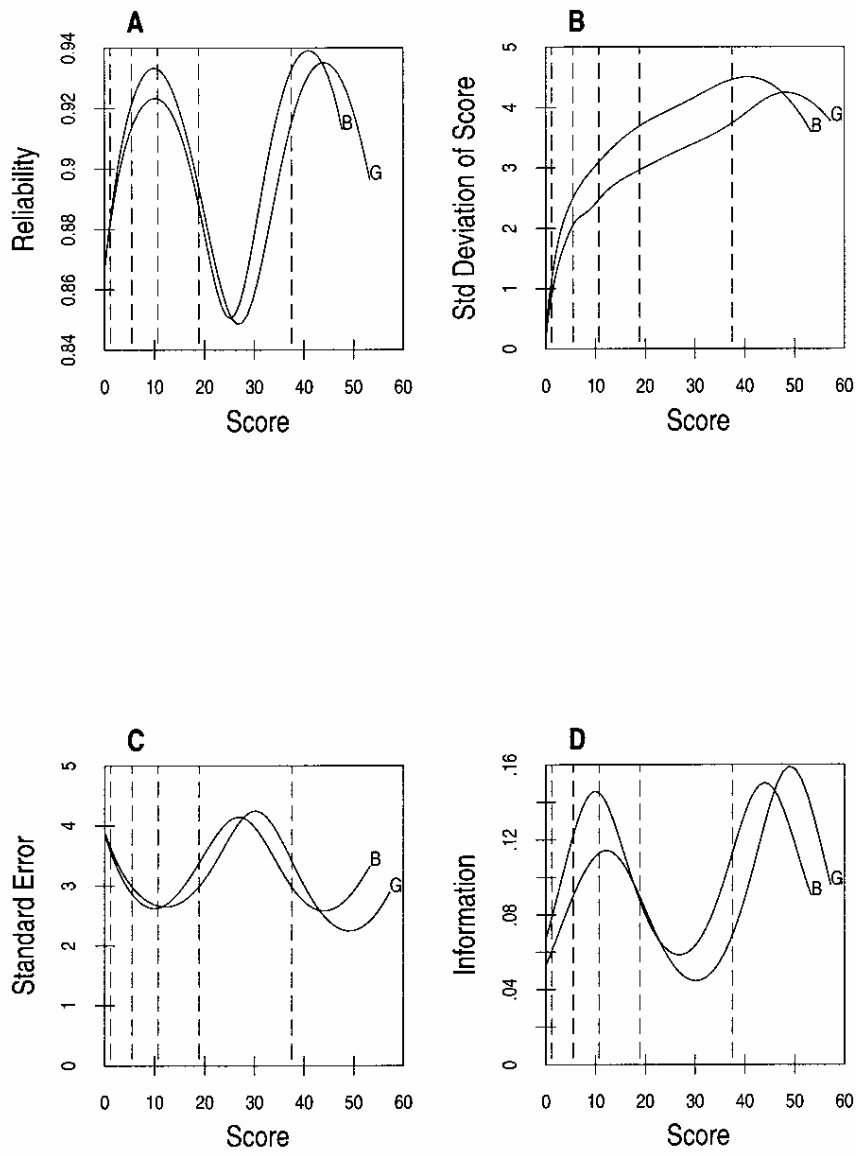 A
B
0.94
0.92
0.9
0.88
0.86
0.84
Reliability
B
G
0 10 20 30 40 50 60
Score
5
4
3
2
1
0
Std Deviation of Score
G
B
0 10 20 30 40 50 60
Score
C
D
5
4
3
2
1
0
Standard Error
B
G
0 10 20 30 40 50 60
Score
.16
.12
.08
.04
0
Information
G
B
0 10 20 30 40 50 60
Score